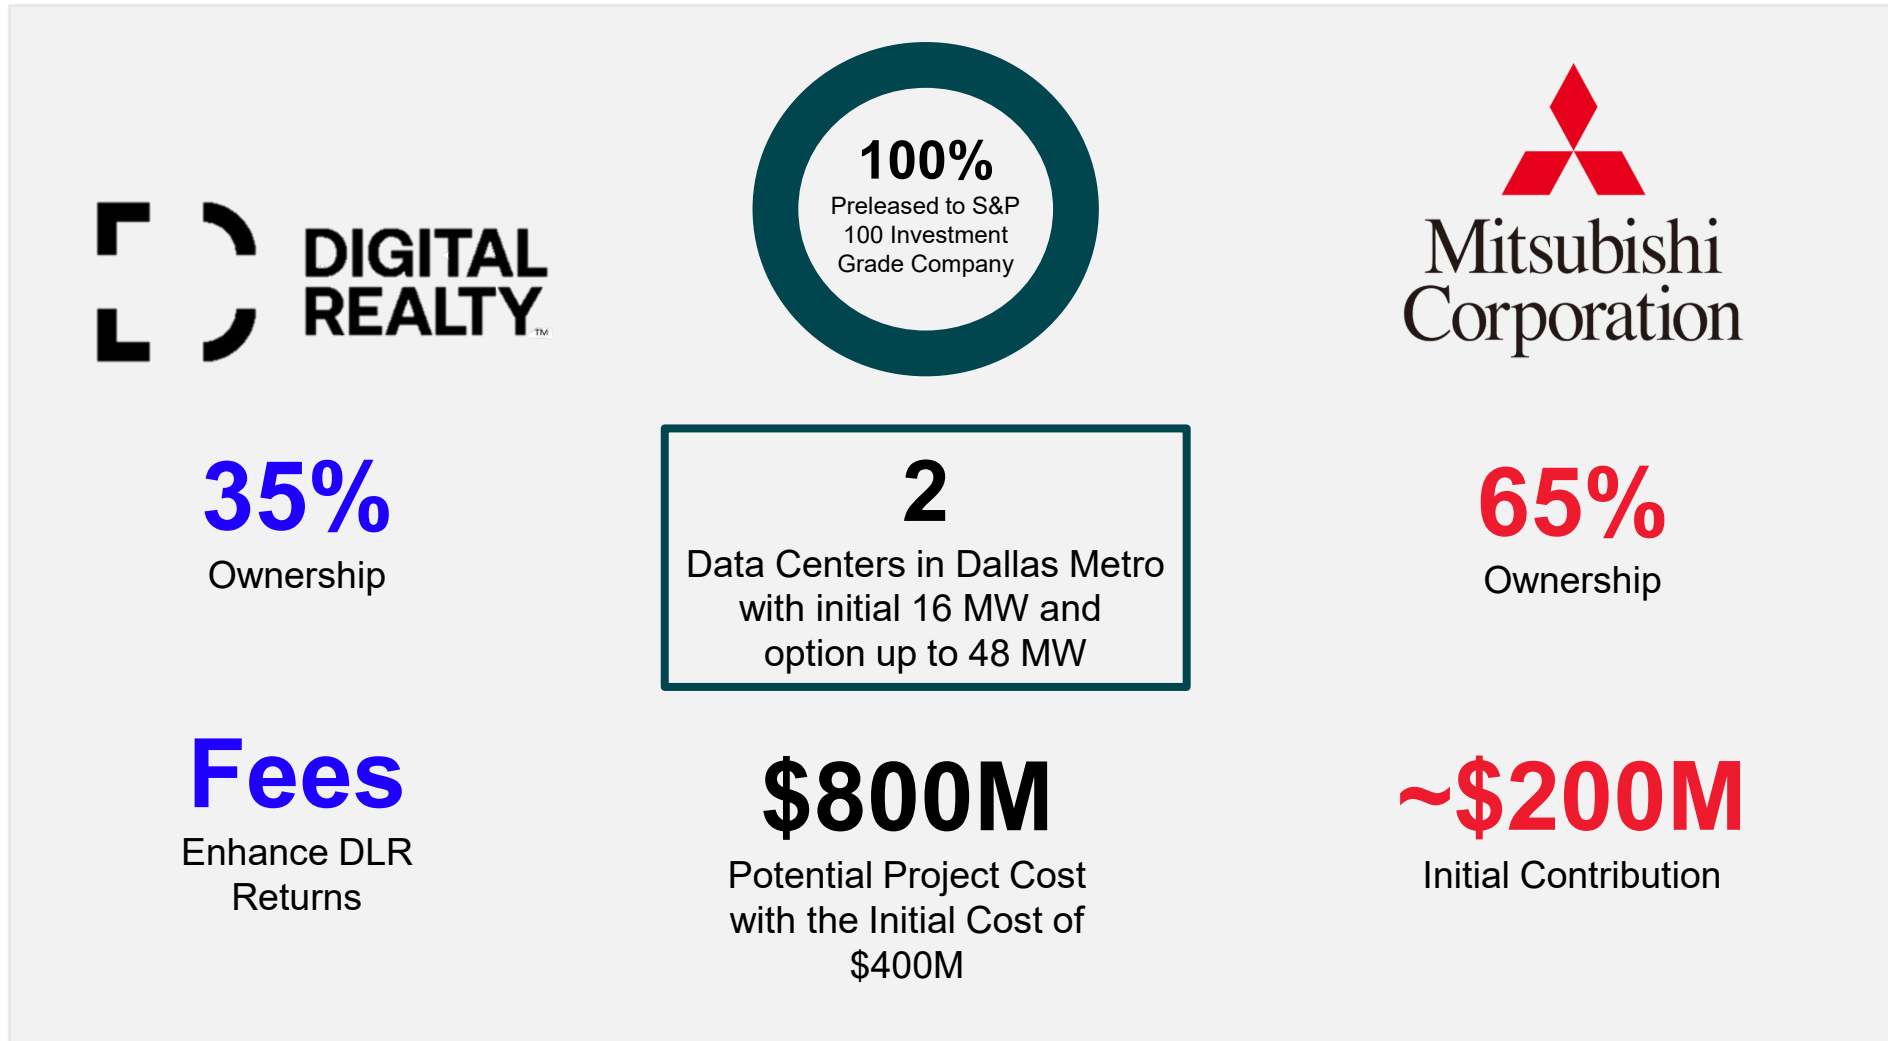 DIGITAL
REALTY
TM
100%
Preleased to S&P
100 Investment
Grade Company
Mitsubishi
Corporation
35%
Ownership
2
Data Centers in Dallas Metro
with initial 16 MW and
option up to 48 MW
65%
Ownership
Fees
Enhance DLR
Returns
$800M
Potential Project Cost
with the Initial Cost of
$400M
~$200M
Initial Contribution